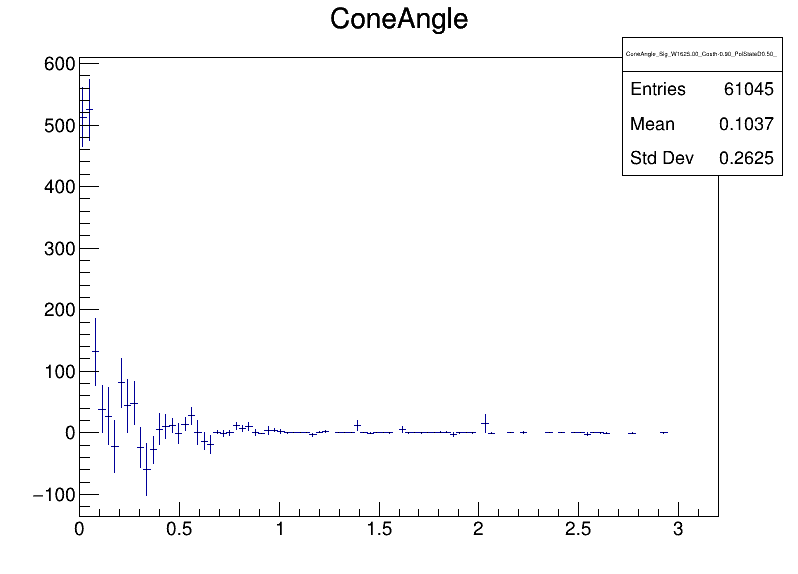 ConeAngle
ConeAngle_Sig_W1625.00_Costh-0.90_PolStateD0.50_
Entries 61045
Mean 0.1037
Std Dev 0.2625
600
500
400
300
200
100
0
−100
0 0.5 1 1.5 2 2.5 3